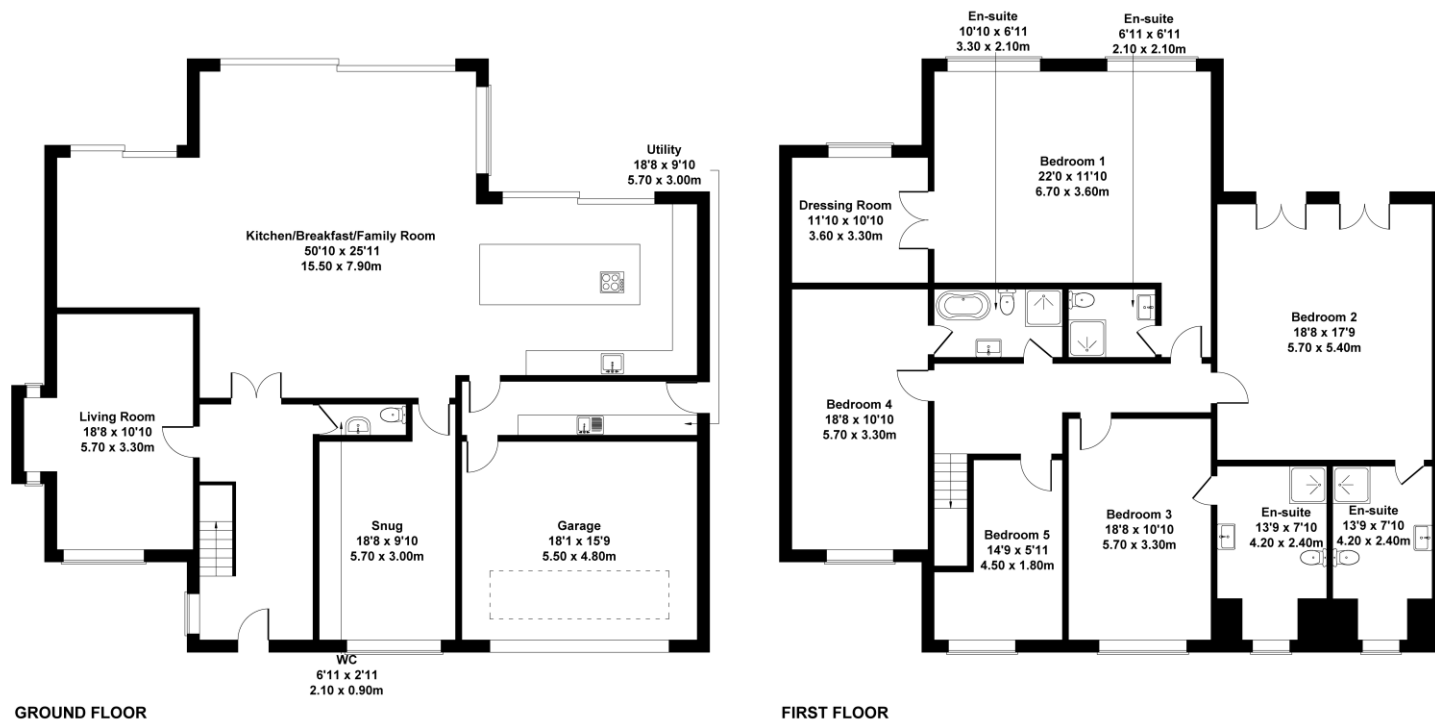 Utility
18'8 x 9'10
5.70 x 3.00m
Kitchen/Breakfast/Family Room
50'10 x 25'11
15.50 x 7.90m
Living Room
18'8 x 10'10
5.70 x 3.30m
Snug
18'8 x 9'10
5.70 x 3.00m
Garage
18'1 x 15'9
5.50 x 4.80m
WC
6'11 x 2'11
2.10 x 0.90m
GROUND FLOOR
En-suite
10'10 x 6'11
3.30 x 2.10m
En-suite
6'11 x 6'11
2.10 x 2.10m
Bedroom 1
22'0 x 11'10
6.70 x 3.60m
Dressing Room
11'10 x 10'10
3.60 x 3.30m
Bedroom 2
18'8 x 17'9
5.70 x 5.40m
Bedroom 4
18'8 x 10'10
5.70 x 3.30m
Bedroom 3
18'8 x 10'10
5.70 x 3.30m
Bedroom 5
14'9 x 5'11
4.50 x 1.80m
En-suite
13'9 x 7'10
4.20 x 2.40m
En-suite
13'9 x 7'10
4.20 x 2.40m
FIRST FLOOR